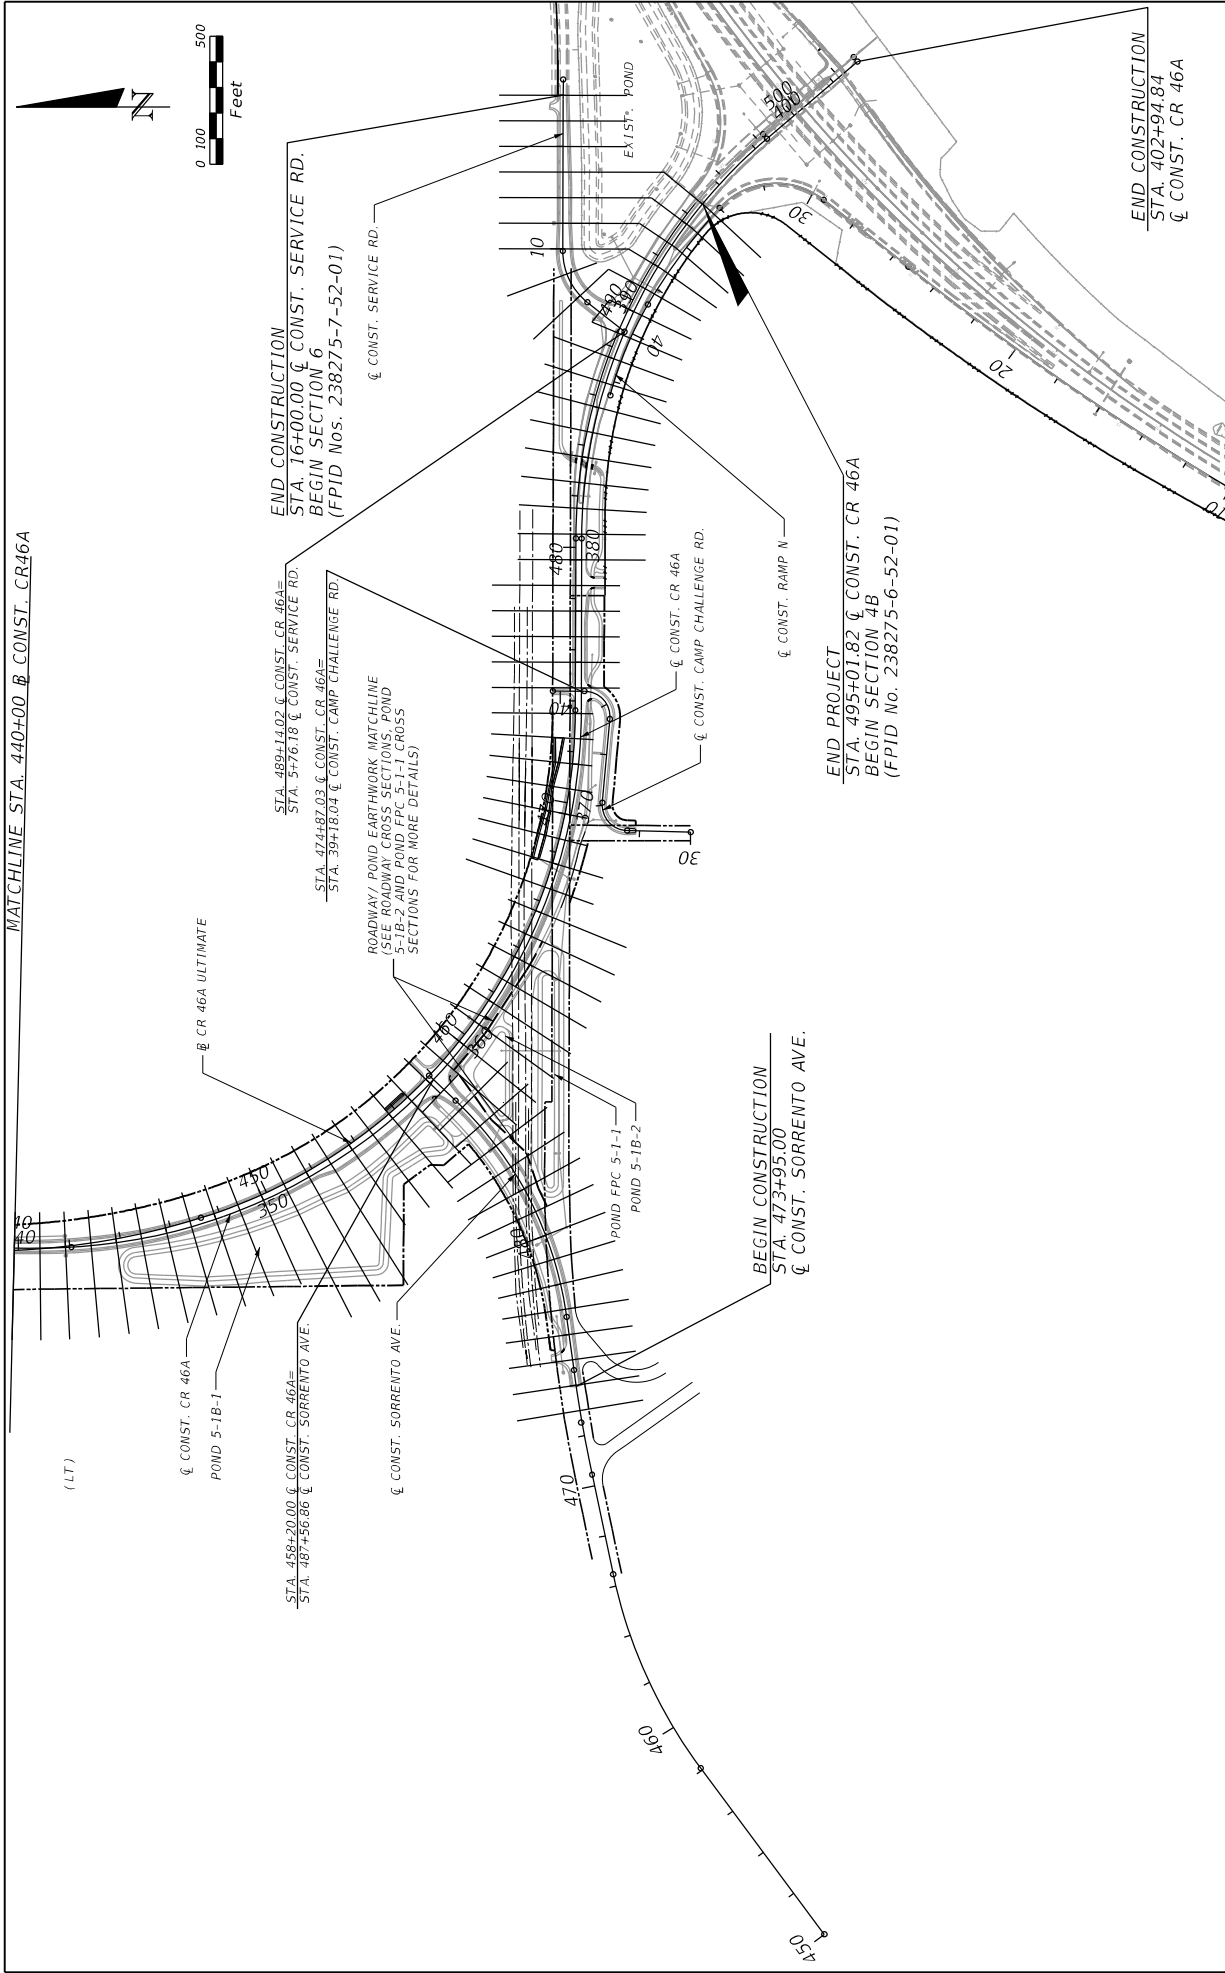 MATCHLINE STA. 440+00 ⅊ CONST. CR46A
0 100 500
Feet
N
END CONSTRUCTION
STA. 16+00.00 ℄ CONST. SERVICE RD.
BEGIN SECTION 6
(FPID Nos. 238275-7-52-01)
℄ CONST. SERVICE RD.
EXIST. POND
STA. 489+14.02 ℄ CONST. CR 46A=
STA. 5+76.18 ℄ CONST. SERVICE RD.
STA. 474+87.03 ℄ CONST. CR 46A=
STA. 39+18.04 ℄ CONST. CAMP CHALLENGE RD.
ROADWAY/ POND EARTHWORK MATCHLINE
(SEE ROADWAY CROSS SECTIONS, POND
5-1B-2 AND POND FPC 5-1-1 CROSS
SECTIONS FOR MORE DETAILS)
℄ CONST. CR 46A
℄ CONST. CAMP CHALLENGE RD.
℄ CONST. RAMP N
END PROJECT
STA. 495+01.82 ℄ CONST. CR 46A
BEGIN SECTION 4B
(FPID No. 238275-6-52-01)
END CONSTRUCTION
STA. 402+94.84
℄ CONST. CR 46A
B CR 46A ULTIMATE
℄ CONST. CR 46A
POND 5-1B-1
(LT)
STA. 458+20.00 ℄ CONST. CR 46A=
STA. 487+56.86 ℄ CONST. SORRENTO AVE.
℄ CONST. SORRENTO AVE.
POND FPC 5-1-1
POND 5-1B-2
BEGIN CONSTRUCTION
STA. 473+95.00
℄ CONST. SORRENTO AVE.
40
40
450
350
460
360
370
480
380
490
390
500
400
10
40
30
40
30
20
10
480
470
460
450